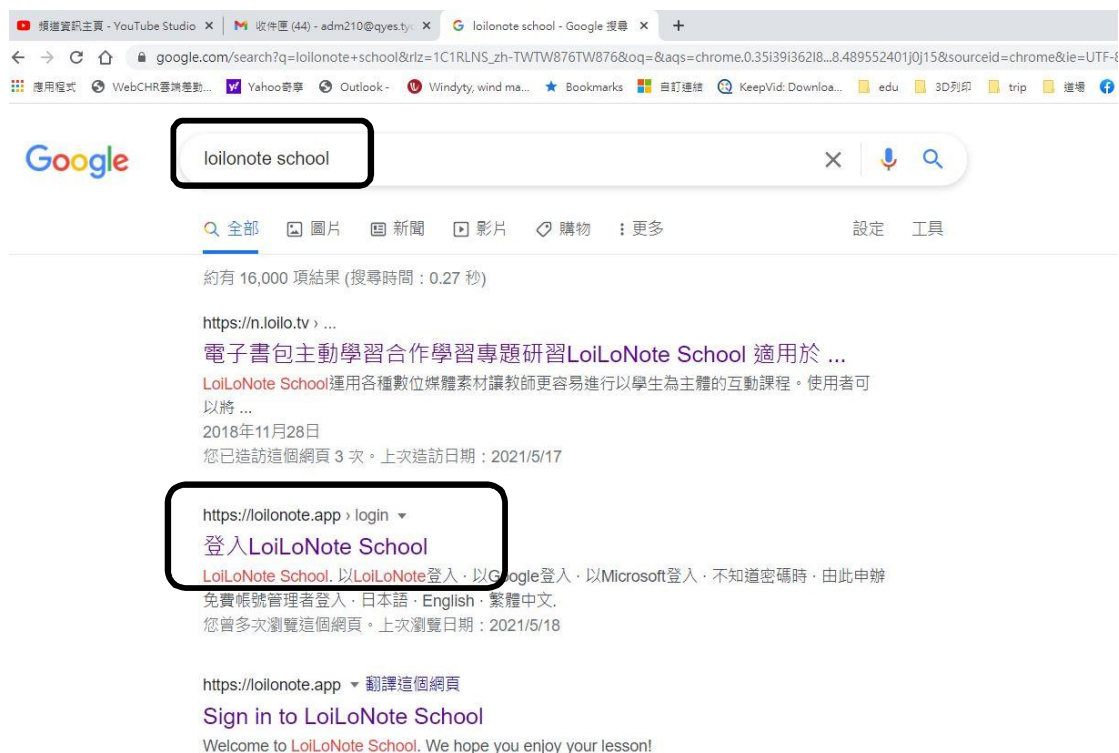 頻道資訊主頁 - YouTube Studio
收件匣 (44) - adm210@qyes.tyc
loilonote school - Google 搜尋
google.com/search?q=loilonote+school&rlz=1C1RLNS_zh-TWTW876TW876&oq=&aqs=chrome.0.35i39i362l8...8.489552401j0j15&sourceid=chrome&ie=UTF-8
應用程式 WebCHR雲端差勤... Yahoo奇摩 Outlook - Windyty, wind ma... Bookmarks 自訂連結 KeepVid: Downloa... edu 3D列印 trip 道場
Google loilonote school
全部 圖片 新聞 影片 購物 更多 設定 工具
約有 16,000 項結果 (搜尋時間：0.27 秒)
https://n.loilo.tv › ...
電子書包主動學習合作學習專題研習LoiLoNote School 適用於 ...
LoiLoNote School運用各種數位媒體素材讓教師更容易進行以學生為主體的互動課程。使用者可
以將 ...
2018年11月28日
您已造訪這個網頁 3 次。上次造訪日期：2021/5/17
https://loilonote.app › login
登入LoiLoNote School
LoiLoNote School. 以LoiLoNote登入 · 以Google登入 · 以Microsoft登入 · 不知道密碼時 · 由此申辦
免費帳號管理者登入 · 日本語 · English · 繁體中文.
您曾多次瀏覽這個網頁。上次瀏覽日期：2021/5/18
https://loilonote.app 翻譯這個網頁
Sign in to LoiLoNote School
Welcome to LoiLoNote School. We hope you enjoy your lesson!